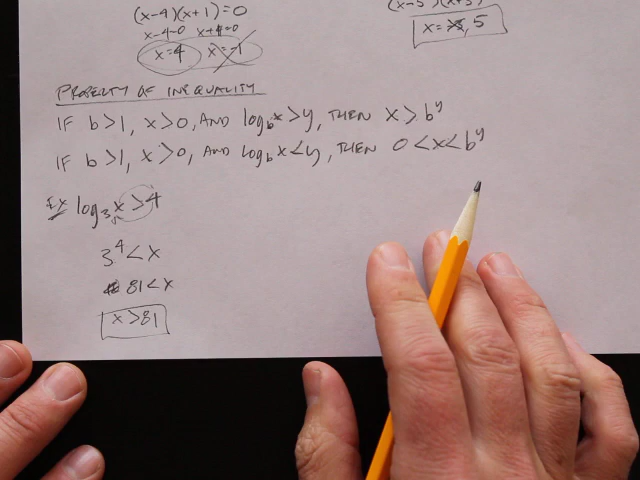 (x-4)(x+1)=0
x-4=0 x+1=0
x=4 x=-1
x= 5
PROPERTY OF INEQUALITY
IF b>1, x>0, AND log_b x>y, THEN x>b^y
IF b>1, x>0, AND log_b x<y, THEN 0<x<b^y
EX log_3 x>4
3^4<x
81<x
x>81